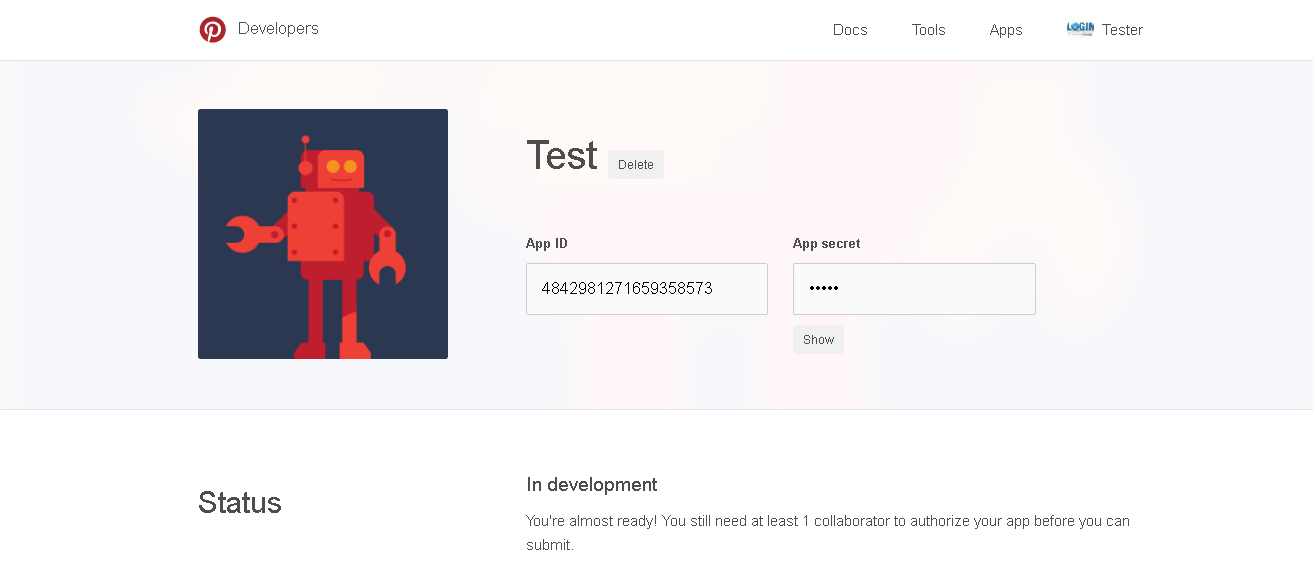 Developers
Docs
Tools
Apps
LOGIN
Tester
Test
Delete
App ID
App secret
4842981271659358573
•••••
Show
Status
In development
You're almost ready! You still need at least 1 collaborator to authorize your app before you can
submit.